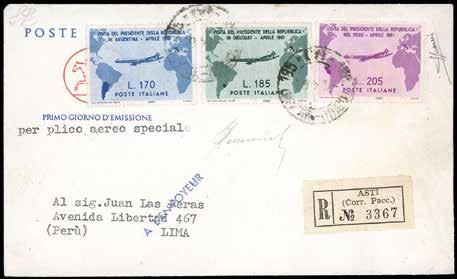 POSTE
VISITA DEL PRESIDENTE DELLA REPUBBLICA
IN ARGENTINA - APRILE 1961
L. 170
POSTE ITALIANE
VISITA DEL PRESIDENTE DELLA REPUBBLICA
IN URUGUAY - APRILE 1961
L. 185
POSTE ITALIANE
VISITA DEL PRESIDENTE DELLA REPUBBLICA
NEL PERU - APRILE 1961
L. 205
POSTE ITALIANE
PRIMO GIORNO D'EMISSIONE
per plico aereo speciale
Al sig.Juan Las Heras
Avenida Libertad 467
(Perù) LIMA
ASTI
(Corr. Pacc.)
R № 3367